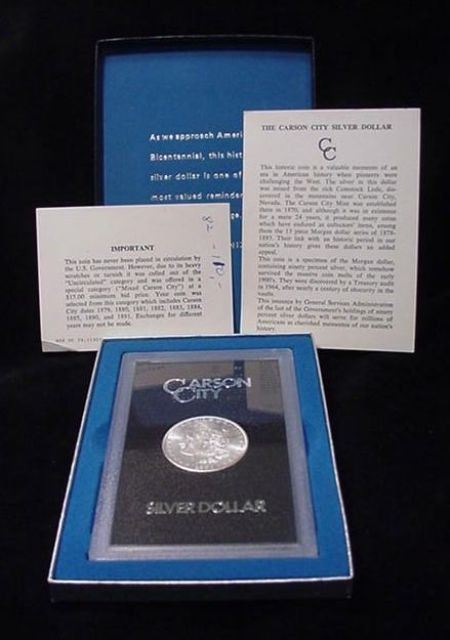 As we approach Ameri
Bicentennial, this hist
silver dollar is one of
most valued reminder
THE CARSON CITY SILVER DOLLAR
CC
This historic coin is a valuable memento of an
era in American history when pioneers were
challenging the West. The silver in this dollar
was mined from the rich Comstock Lode, dis-
covered in the mountains near Carson City,
Nevada. The Carson City Mint was established
there in 1870, and although it was in existence
for a mere 24 years, it produced many coins
which have endured as collectors' items, among
them the 13 piece Morgan dollar series of 1878-
1893. Their link with an historic period in our
nation's history gives these dollars an added
appeal.
This coin is a specimen of the Morgan dollar,
containing ninety percent silver, which somehow
survived the massive coin melts of the early
1900's. They were discovered by a Treasury audit
in 1964, after nearly a century of obscurity in the
vaults.
This issuance by General Services Administration
of the last of the Government's holdings of ninety
percent silver dollars will serve for millions of
Americans as cherished mementos of our nation's
history.
IMPORTANT
This coin has never been placed in circulation by
the U.S. Government. However, due to its heavy
scratches or tarnish it was culled out of the
"Uncirculated" category and was offered in a
special category ("Mixed Carson City") at a
$15.00 minimum bid price. Your coin was
selected from this category which includes Carson
City dates 1879, 1880, 1881, 1882, 1883, 1884,
1885, 1890, and 1891. Exchanges for different
years may not be made.
CARSON
CITY
SILVER DOLLAR